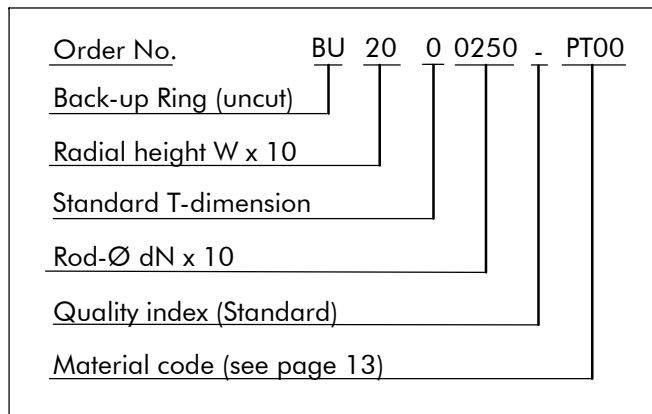 Order No. BU 20 0 0250 - PT00
Back-up Ring (uncut)
Radial height W x 10
Standard T-dimension
Rod-Ø dN x 10
Quality index (Standard)
Material code (see page 13)